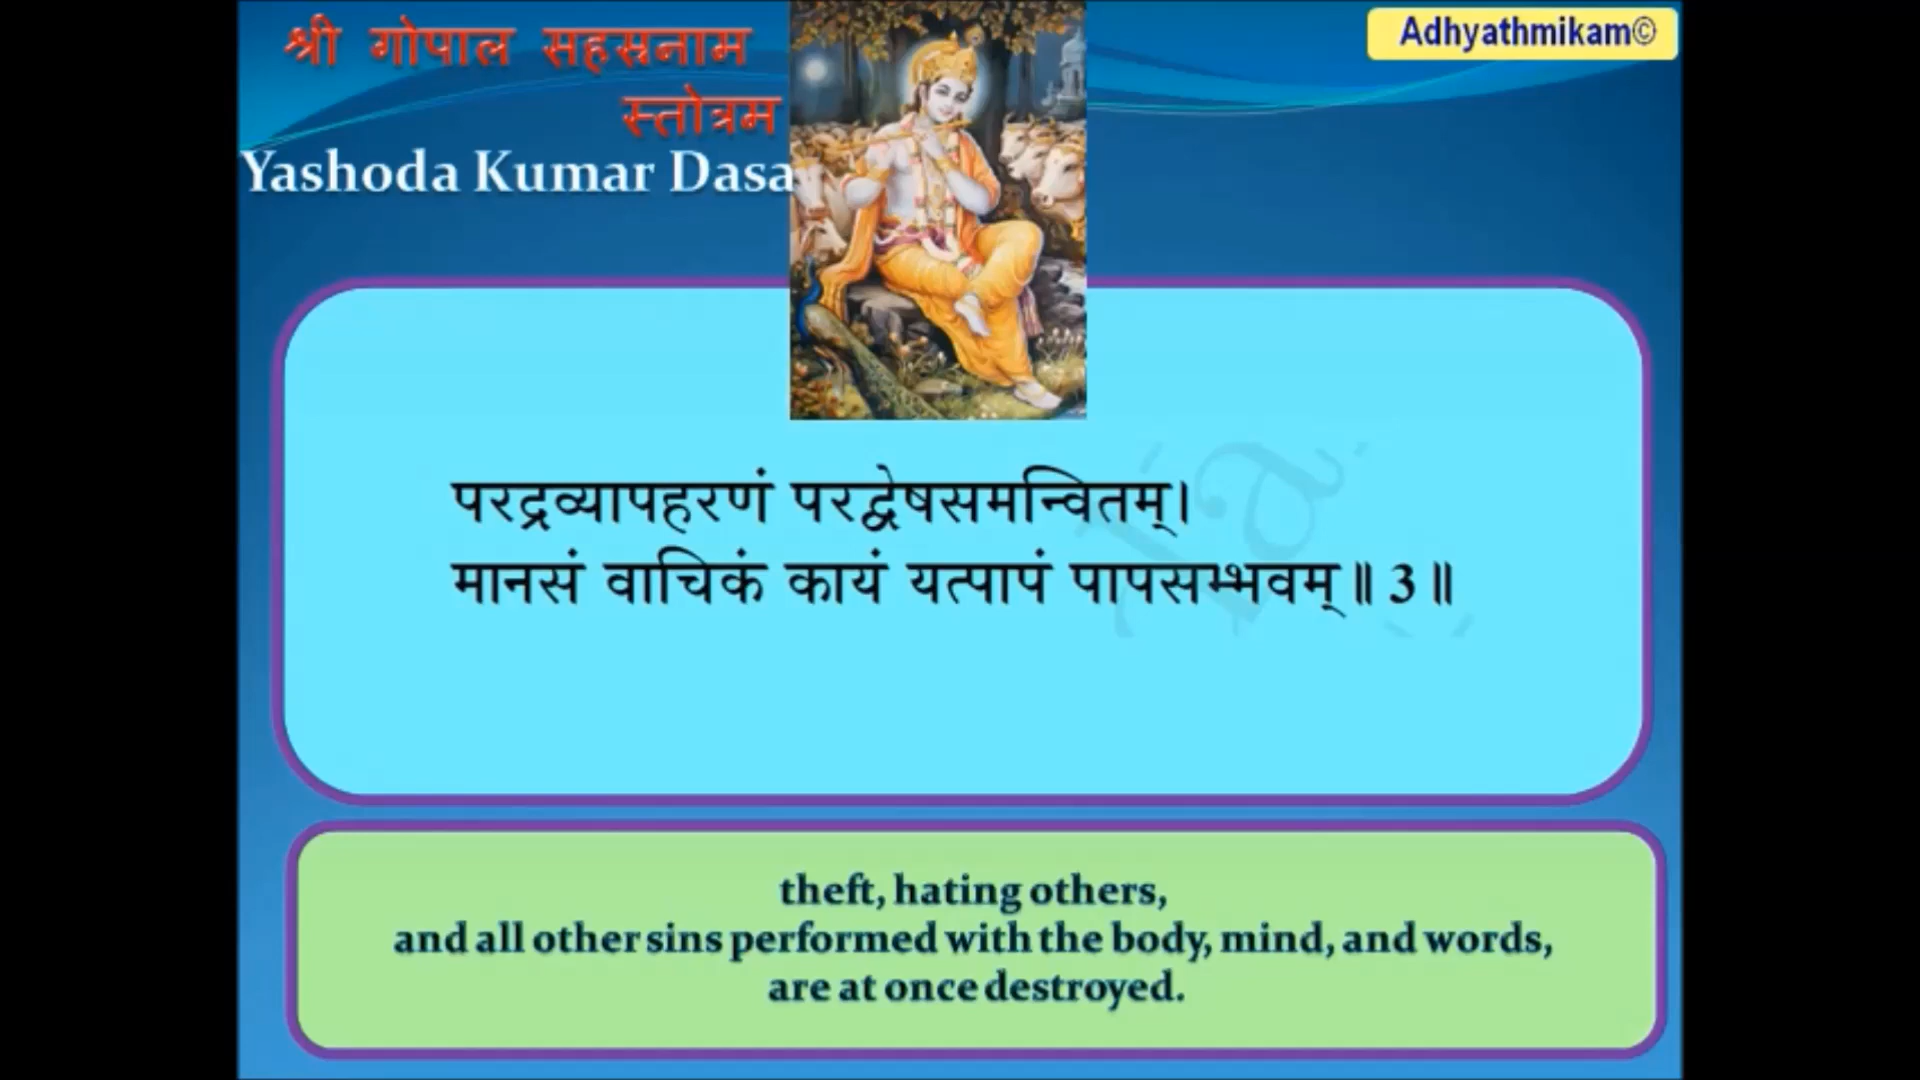 श्री गोपाल सहस्रनाम
स्तोत्रम
Yashoda Kumar Dasa
Adhyathmikam©
परद्रव्यापहरणं परद्वेषसमन्वितम्।
मानसं वाचिकं कायं यत्पापं पापसम्भवम्॥ 3॥
theft, hating others,
and all other sins performed with the body, mind, and words,
are at once destroyed.